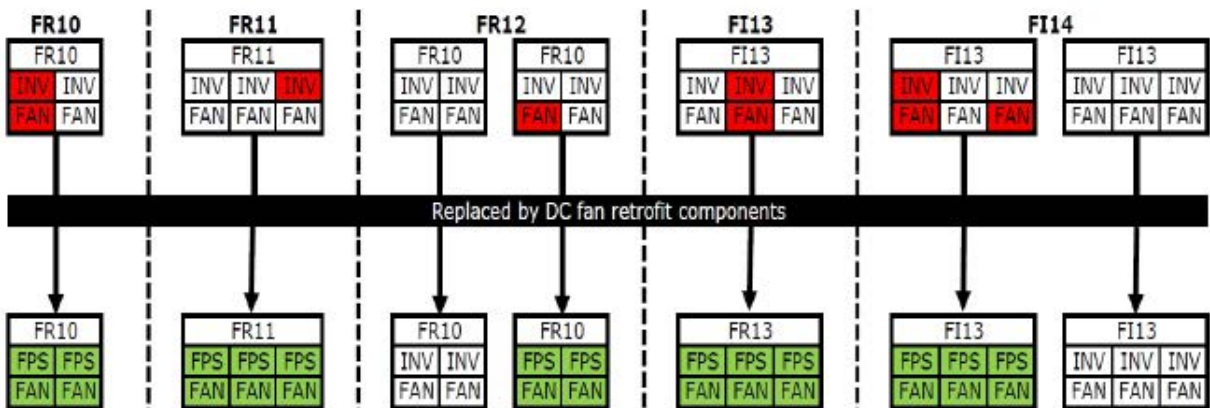 FR10 FR11 FR12 FI13 FI14
FR10 FR11 FR10 FR10 FI13 FI13 FI13
INV INV INV INV INV INV INV INV INV INV INV INV INV INV INV INV INV INV
FAN FAN FAN FAN FAN FAN FAN FAN FAN FAN FAN FAN FAN FAN FAN FAN FAN FAN
Replaced by DC fan retrofit components
FR10 FR11 FR10 FR10 FR13 FI13 FI13
FPS FPS FPS FPS FPS INV INV FPS FPS FPS FPS FPS FPS FPS FPS INV INV INV
FAN FAN FAN FAN FAN FAN FAN FAN FAN FAN FAN FAN FAN FAN FAN FAN FAN FAN